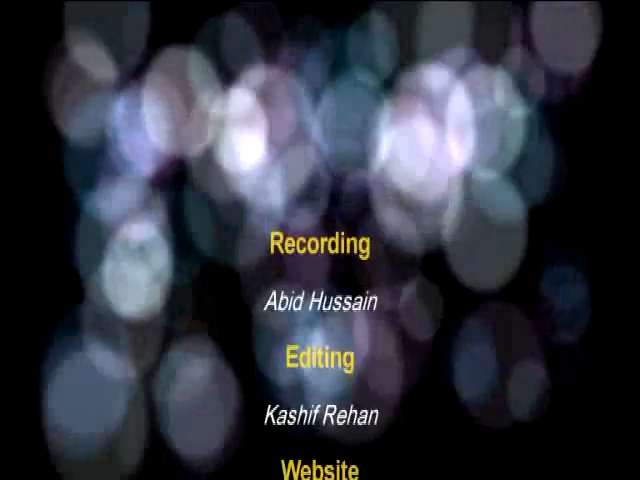 Recording
Abid Hussain
Editing
Kashif Rehan
Website